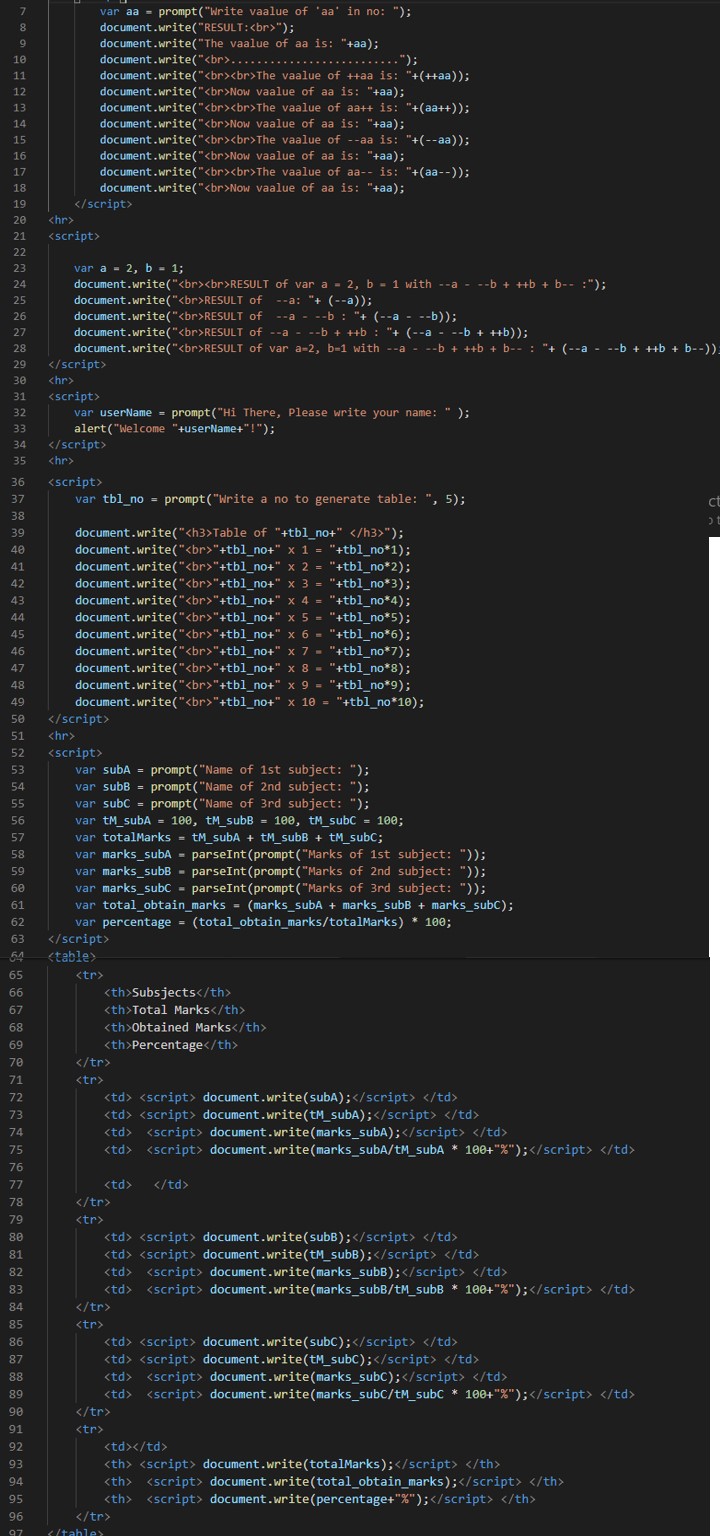 7 var aa = prompt("Write vaalue of 'aa' in no: ");
8 document.write("RESULT:<br>");
9 document.write("The vaalue of aa is: "+aa);
10 document.write("<br>..........................");
11 document.write("<br><br>The vaalue of ++aa is: "+(++aa));
12 document.write("<br>Now vaalue of aa is: "+aa);
13 document.write("<br><br>The vaalue of aa++ is: "+(aa++));
14 document.write("<br>Now vaalue of aa is: "+aa);
15 document.write("<br><br>The vaalue of --aa is: "+(--aa));
16 document.write("<br>Now vaalue of aa is: "+aa);
17 document.write("<br><br>The vaalue of aa-- is: "+(aa--));
18 document.write("<br>Now vaalue of aa is: "+aa);
19 </script>
20 <hr>
21 <script>
22
23 var a = 2, b = 1;
24 document.write("<br><br>RESULT of var a = 2, b = 1 with --a - --b + ++b + b-- :");
25 document.write("<br>RESULT of  --a: "+ (--a));
26 document.write("<br>RESULT of  --a - --b : "+ (--a - --b));
27 document.write("<br>RESULT of --a - --b + ++b : "+ (--a - --b + ++b));
28 document.write("<br>RESULT of var a=2, b=1 with --a - --b + ++b + b-- : "+ (--a - --b + ++b + b--));
29 </script>
30 <hr>
31 <script>
32 var userName = prompt("Hi There, Please write your name: " );
33 alert("Welcome "+userName+"!");
34 </script>
35 <hr>
36 <script>
37 var tbl_no = prompt("Write a no to generate table: ", 5);
38
39 document.write("<h3>Table of "+tbl_no+" </h3>");
40 document.write("<br>"+tbl_no+" x 1 = "+tbl_no*1);
41 document.write("<br>"+tbl_no+" x 2 = "+tbl_no*2);
42 document.write("<br>"+tbl_no+" x 3 = "+tbl_no*3);
43 document.write("<br>"+tbl_no+" x 4 = "+tbl_no*4);
44 document.write("<br>"+tbl_no+" x 5 = "+tbl_no*5);
45 document.write("<br>"+tbl_no+" x 6 = "+tbl_no*6);
46 document.write("<br>"+tbl_no+" x 7 = "+tbl_no*7);
47 document.write("<br>"+tbl_no+" x 8 = "+tbl_no*8);
48 document.write("<br>"+tbl_no+" x 9 = "+tbl_no*9);
49 document.write("<br>"+tbl_no+" x 10 = "+tbl_no*10);
50 </script>
51 <hr>
52 <script>
53 var subA = prompt("Name of 1st subject: ");
54 var subB = prompt("Name of 2nd subject: ");
55 var subC = prompt("Name of 3rd subject: ");
56 var tM_subA = 100, tM_subB = 100, tM_subC = 100;
57 var totalMarks = tM_subA + tM_subB + tM_subC;
58 var marks_subA = parseInt(prompt("Marks of 1st subject: "));
59 var marks_subB = parseInt(prompt("Marks of 2nd subject: "));
60 var marks_subC = parseInt(prompt("Marks of 3rd subject: "));
61 var total_obtain_marks = (marks_subA + marks_subB + marks_subC);
62 var percentage = (total_obtain_marks/totalMarks) * 100;
63 </script>
64 <table>
65 <tr>
66 <th>Subsjects</th>
67 <th>Total Marks</th>
68 <th>Obtained Marks</th>
69 <th>Percentage</th>
70 </tr>
71 <tr>
72 <td> <script> document.write(subA);</script> </td>
73 <td> <script> document.write(tM_subA);</script> </td>
74 <td>  <script> document.write(marks_subA);</script> </td>
75 <td>  <script> document.write(marks_subA/tM_subA * 100+"%");</script> </td>
76
77 <td>   </td>
78 </tr>
79 <tr>
80 <td> <script> document.write(subB);</script> </td>
81 <td> <script> document.write(tM_subB);</script> </td>
82 <td>  <script> document.write(marks_subB);</script> </td>
83 <td>  <script> document.write(marks_subB/tM_subB * 100+"%");</script> </td>
84 </tr>
85 <tr>
86 <td> <script> document.write(subC);</script> </td>
87 <td> <script> document.write(tM_subC);</script> </td>
88 <td>  <script> document.write(marks_subC);</script> </td>
89 <td>  <script> document.write(marks_subC/tM_subC * 100+"%");</script> </td>
90 </tr>
91 <tr>
92 <td></td>
93 <th> <script> document.write(totalMarks);</script> </th>
94 <th>  <script> document.write(total_obtain_marks);</script> </th>
95 <th>  <script> document.write(percentage+"%");</script> </th>
96 </tr>
97 </table>